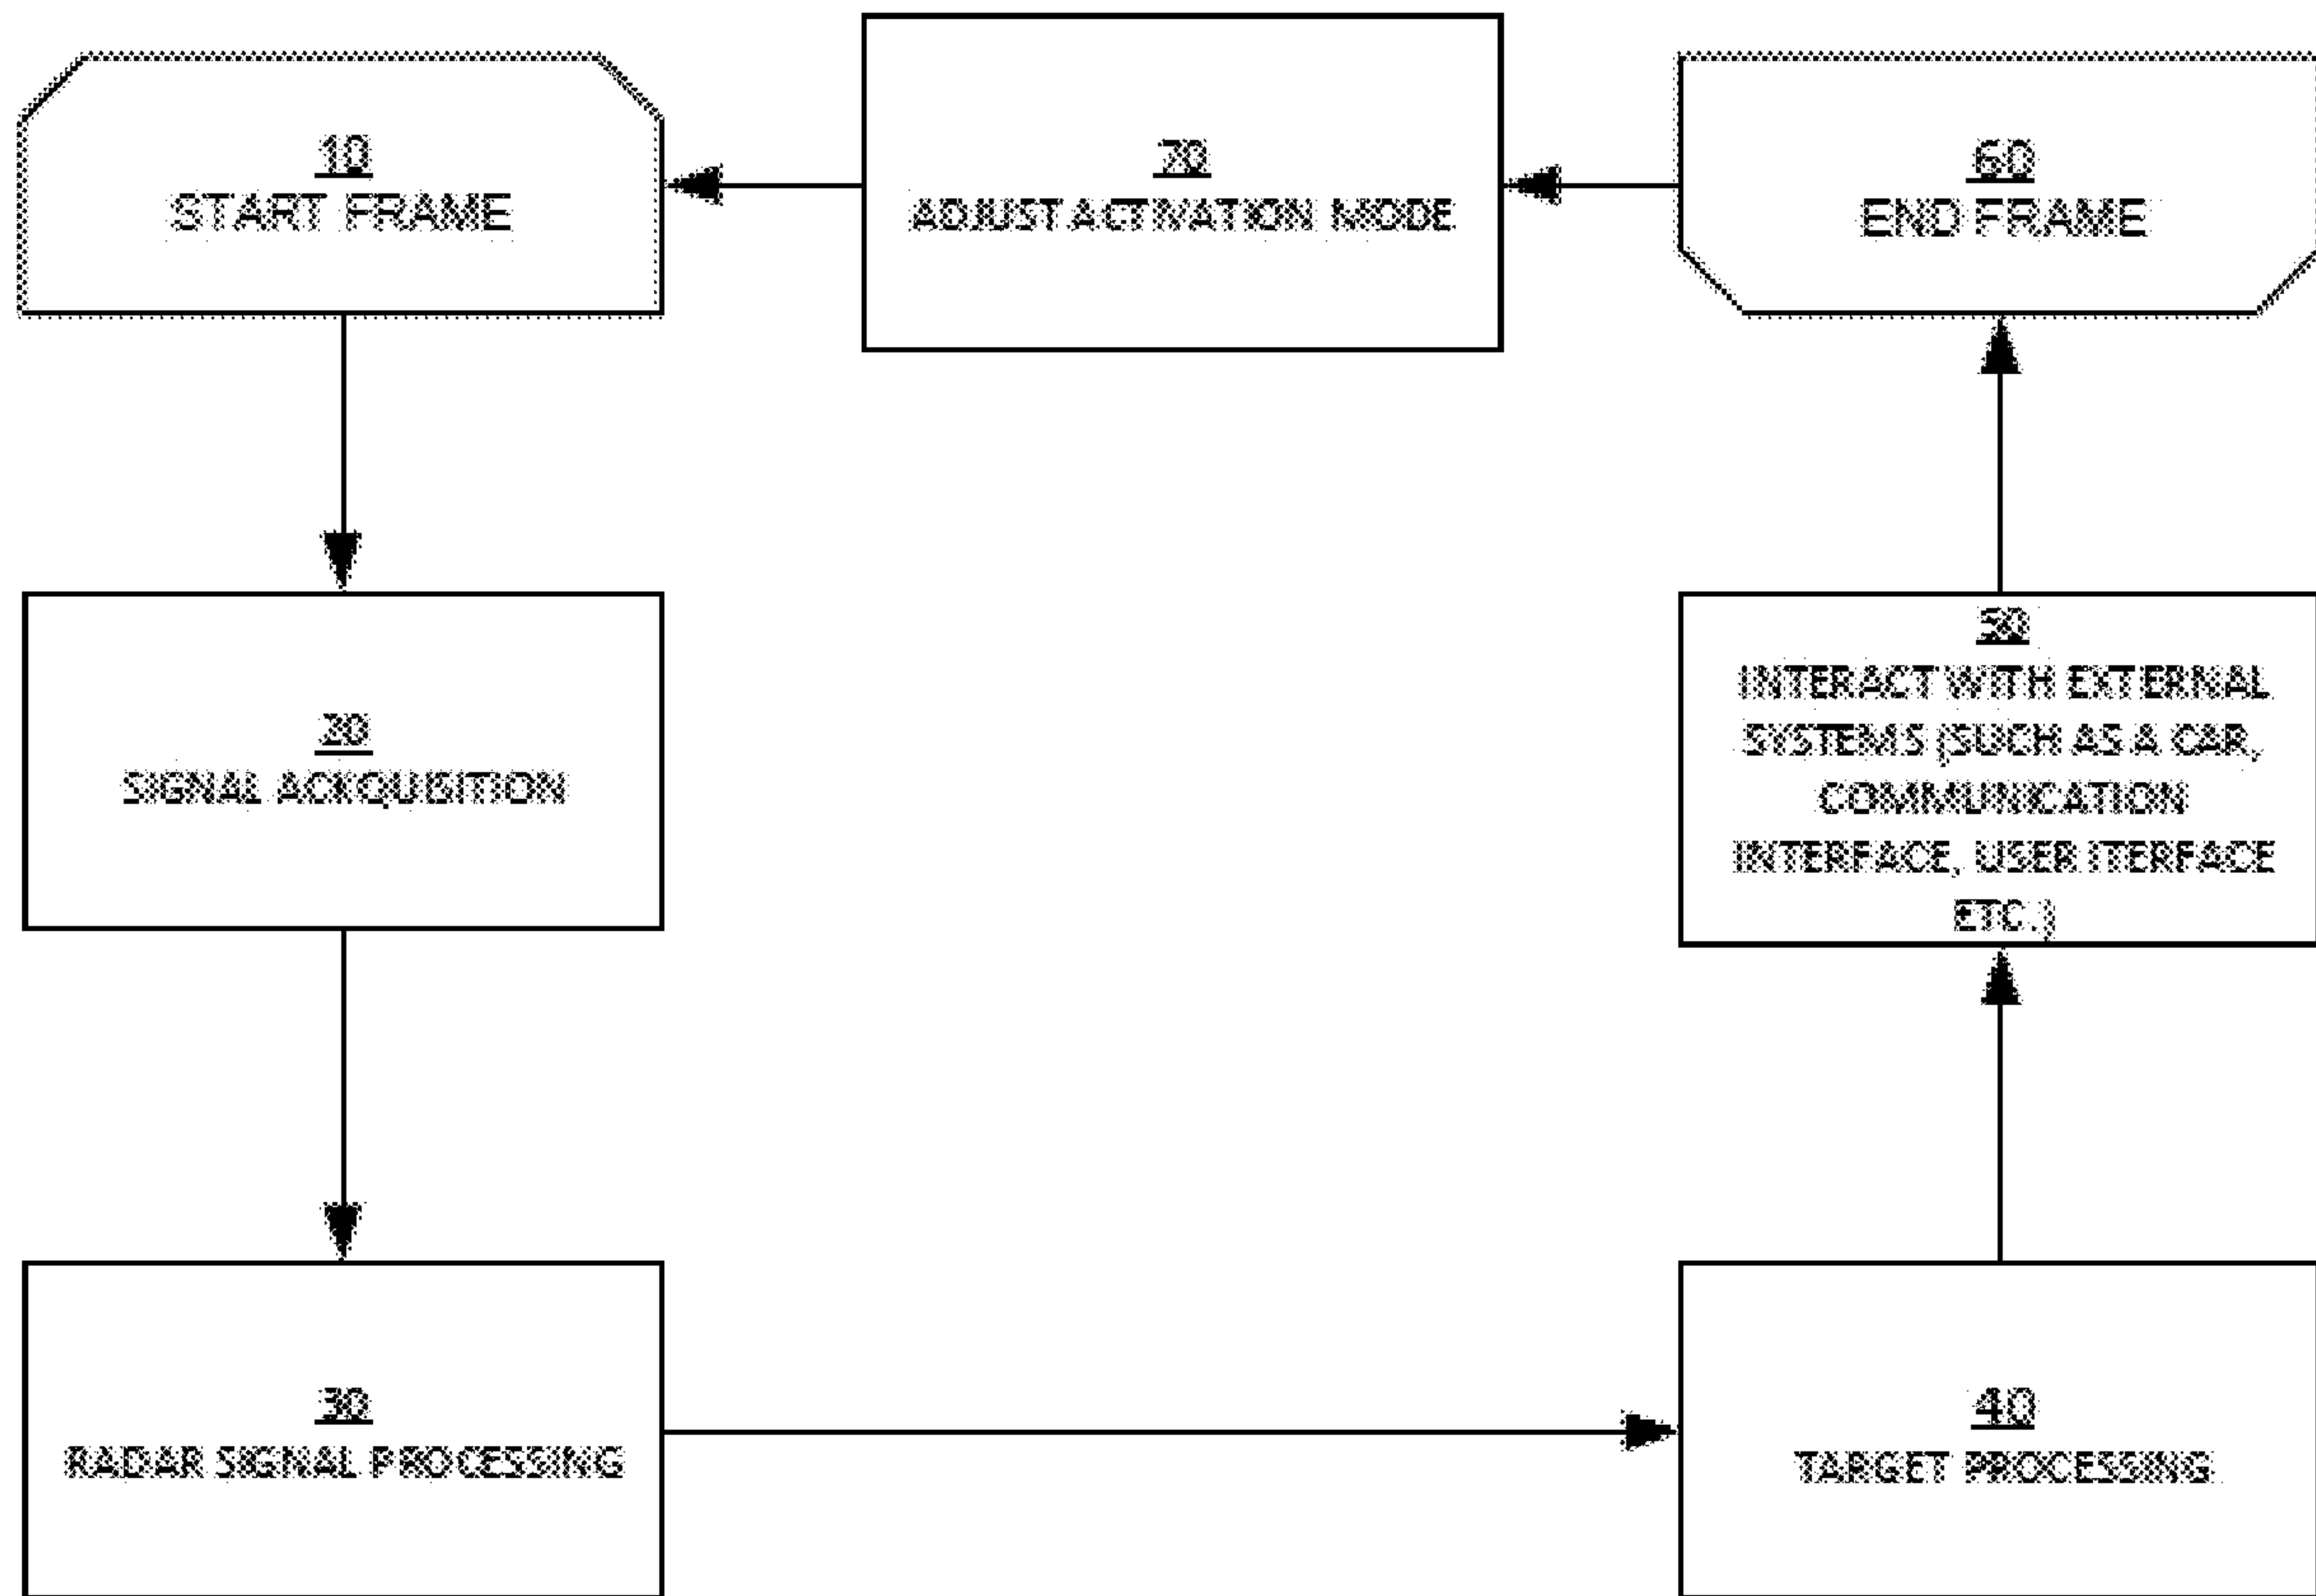 10
START FRAME
70
ADJUST ACTIVATION MODE
60
END FRAME
20
SIGNAL ACKQUISITION
50
INTERACT WITH EXTERNAL
SYSTEMS (SUCH AS A CAR,
COMMUNICATION
INTERFACE, USER ITERFACE
ETC.)
30
RADAR SIGNAL PROCESSING
40
TARGET PROCESSING